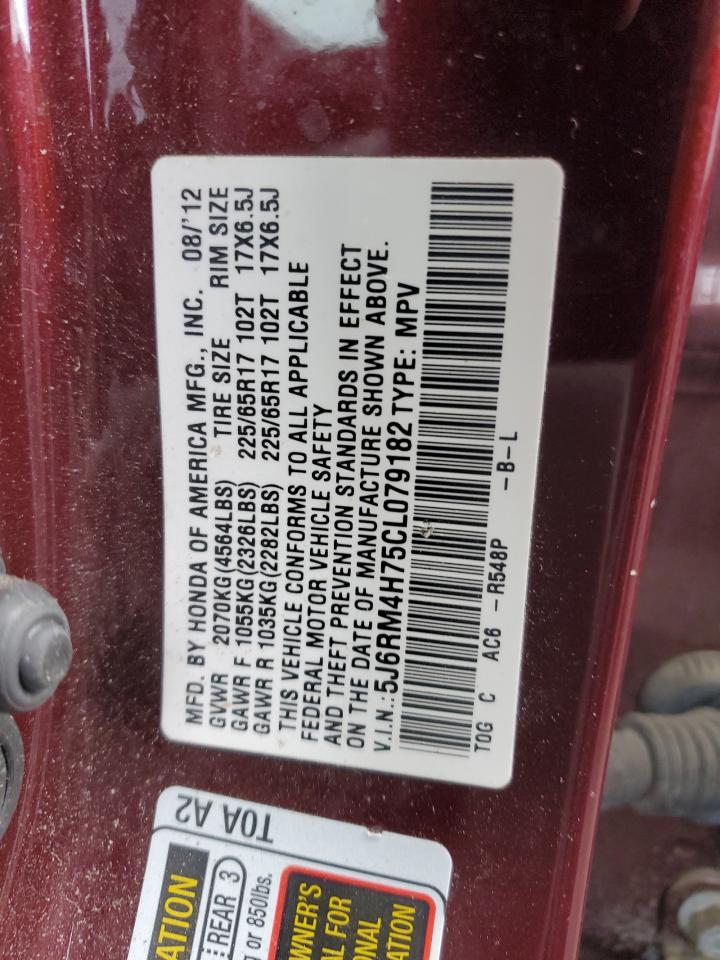 MFD. BY HONDA OF AMERICA MFG., INC. 08/'12
GVWR 2070KG(4564LBS) TIRE SIZE RIM SIZE
GAWR F 1055KG(2326LBS) 225/65R17 102T 17X6.5J
GAWR R 1035KG(2282LBS) 225/65R17 102T 17X6.5J
THIS VEHICLE CONFORMS TO ALL APPLICABLE
FEDERAL MOTOR VEHICLE SAFETY
AND THEFT PREVENTION STANDARDS IN EFFECT
ON THE DATE OF MANUFACTURE SHOWN ABOVE.
V.I.N.:5J6RM4H75CL079182 TYPE: MPV
TOG C AC6 -R548P -B-L
T0A A2
ATION
REAR 3
or 850lbs.
OWNER'S
AL FOR
IONAL
ATION